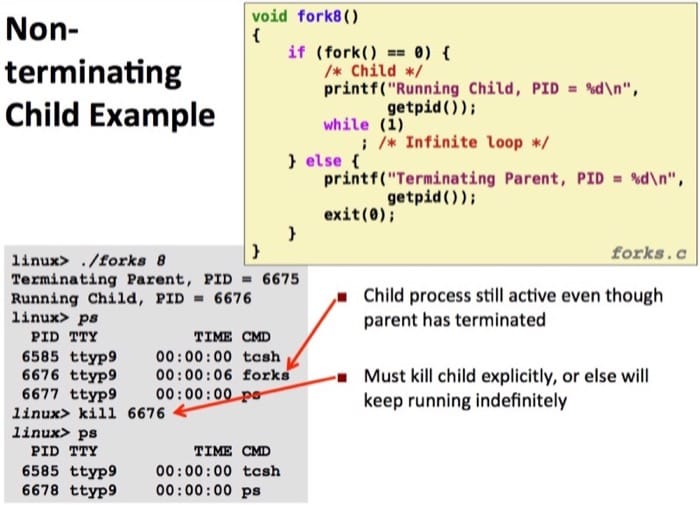 Non-
terminating
Child Example
void fork8()
{
    if (fork() == 0) {
        /* Child */
        printf("Running Child, PID = %d\n",
               getpid());
        while (1)
            ; /* Infinite loop */
    } else {
        printf("Terminating Parent, PID = %d\n",
               getpid());
        exit(0);
    }
}
forks.c
linux> ./forks 8
Terminating Parent, PID = 6675
Running Child, PID = 6676
linux> ps
  PID TTY          TIME CMD
 6585 ttyp9    00:00:00 tcsh
 6676 ttyp9    00:00:06 forks
 6677 ttyp9    00:00:00 ps
linux> kill 6676
linux> ps
  PID TTY          TIME CMD
 6585 ttyp9    00:00:00 tcsh
 6678 ttyp9    00:00:00 ps
■ Child process still active even though
parent has terminated
■ Must kill child explicitly, or else will
keep running indefinitely